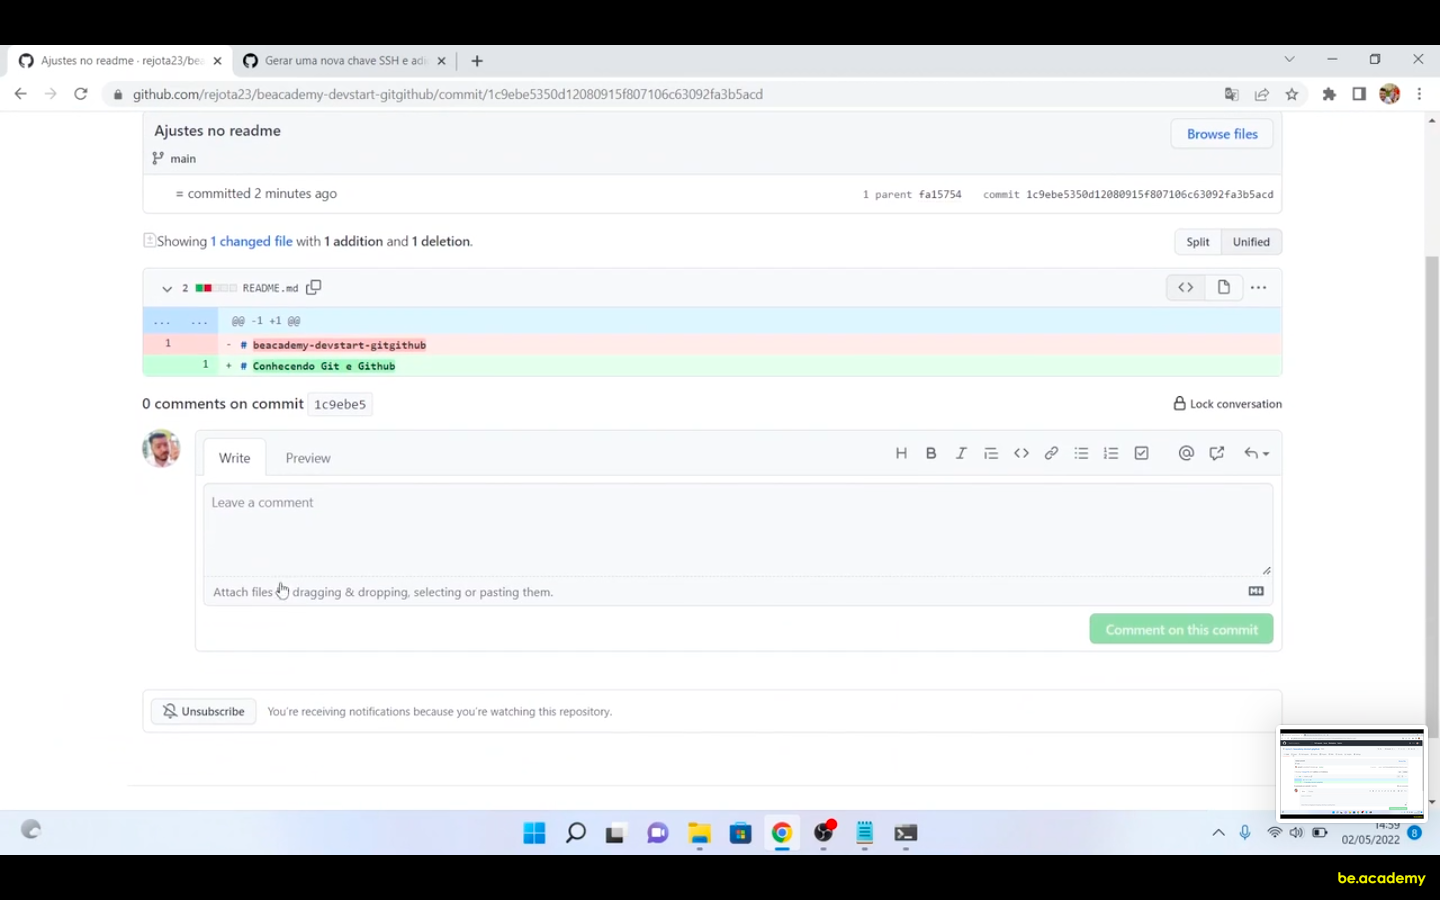 Ajustes no readme · rejota23/bea
Gerar uma nova chave SSH e adi
github.com/rejota23/beacademy-devstart-gitgithub/commit/1c9ebe5350d12080915f807106c63092fa3b5acd
Ajustes no readme
Browse files
main
= committed 2 minutes ago
1 parent fa15754 commit 1c9ebe5350d12080915f807106c63092fa3b5acd
Showing 1 changed file with 1 addition and 1 deletion.
Split Unified
2 README.md
... ... @@ -1 +1 @@
1 - # beacademy-devstart-gitgithub
1 + # Conhecendo Git e Github
0 comments on commit 1c9ebe5
Lock conversation
Write Preview
Leave a comment
Attach files dragging & dropping, selecting or pasting them.
Comment on this commit
Unsubscribe You're receiving notifications because you're watching this repository.
14:59
02/05/2022
8
be.academy